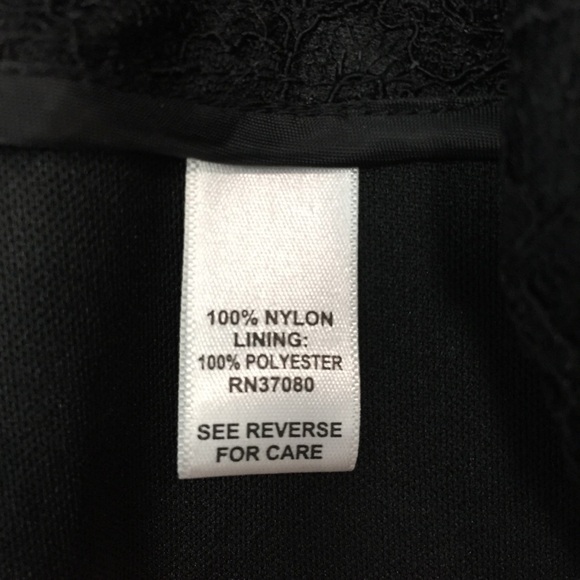 100% NYLON
LINING:
100% POLYESTER
RN37080
SEE REVERSE
FOR CARE